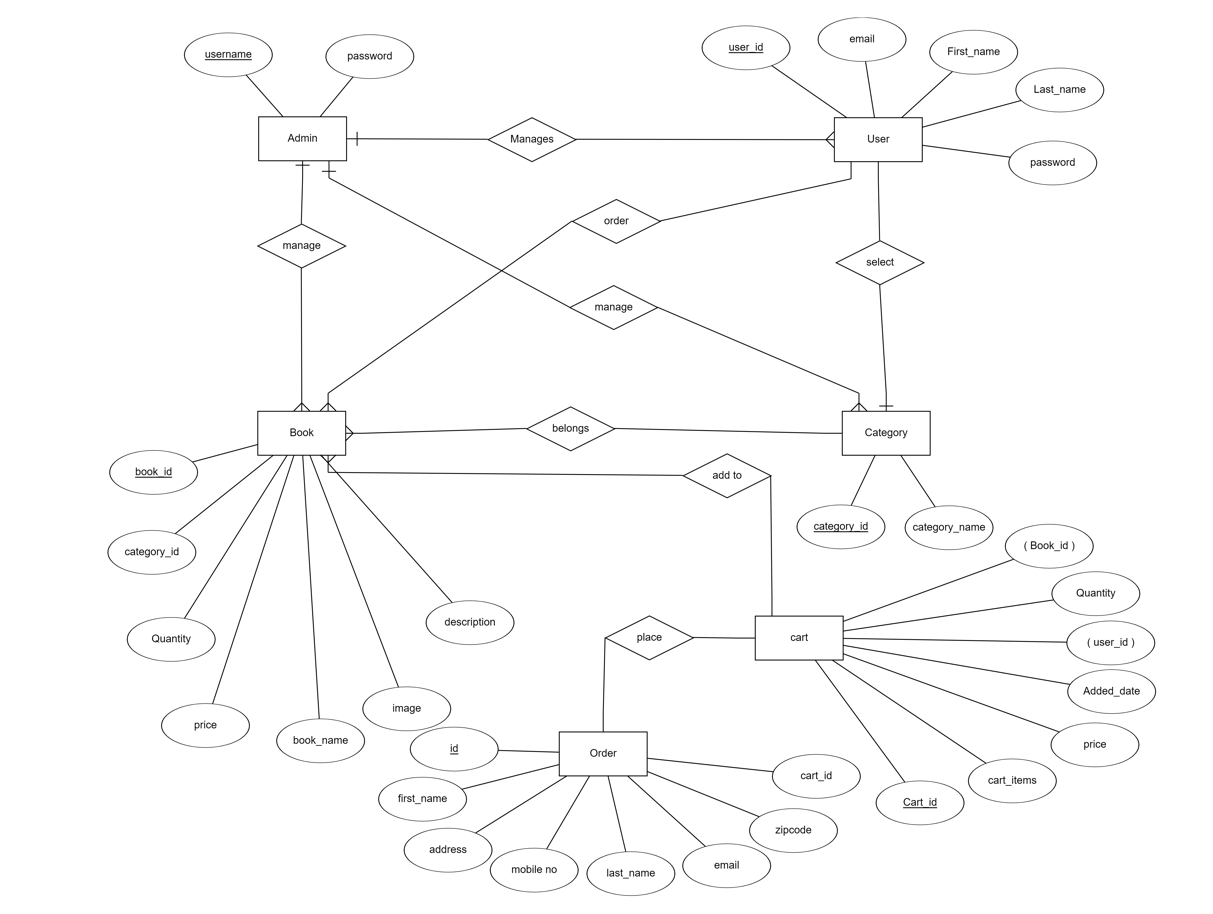 username
password
user_id
email
First_name
Last_name
password
Admin
Manages
User
order
manage
select
manage
Book
belongs
Category
book_id
add to
category_id
category_name
category_id
( Book_id )
Quantity
description
Quantity
place
cart
( user_id )
Added_date
image
price
book_name
id
Order
price
cart_id
cart_items
first_name
Cart_id
zipcode
address
mobile no
last_name
email